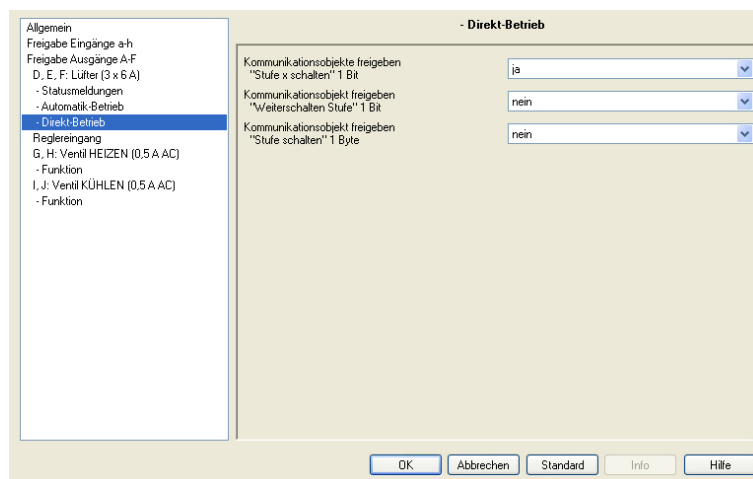 Allgemein
Freigabe Eingänge a-h
Freigabe Ausgänge A-F
D, E, F: Lüfter (3 x 6 A)
- Statusmeldungen
- Automatik-Betrieb
- Direkt-Betrieb
Reglereingang
G, H: Ventil HEIZEN (0,5 A AC)
- Funktion
I, J: Ventil KÜHLEN (0,5 A AC)
- Funktion
- Direkt-Betrieb
Kommunikationsobjekte freigeben
"Stufe x schalten" 1 Bit
ja
Kommunikationsobjekt freigeben
"Weiterschalten Stufe" 1 Bit
nein
Kommunikationsobjekt freigeben
"Stufe schalten" 1 Byte
nein
OK
Abbrechen
Standard
Info
Hilfe